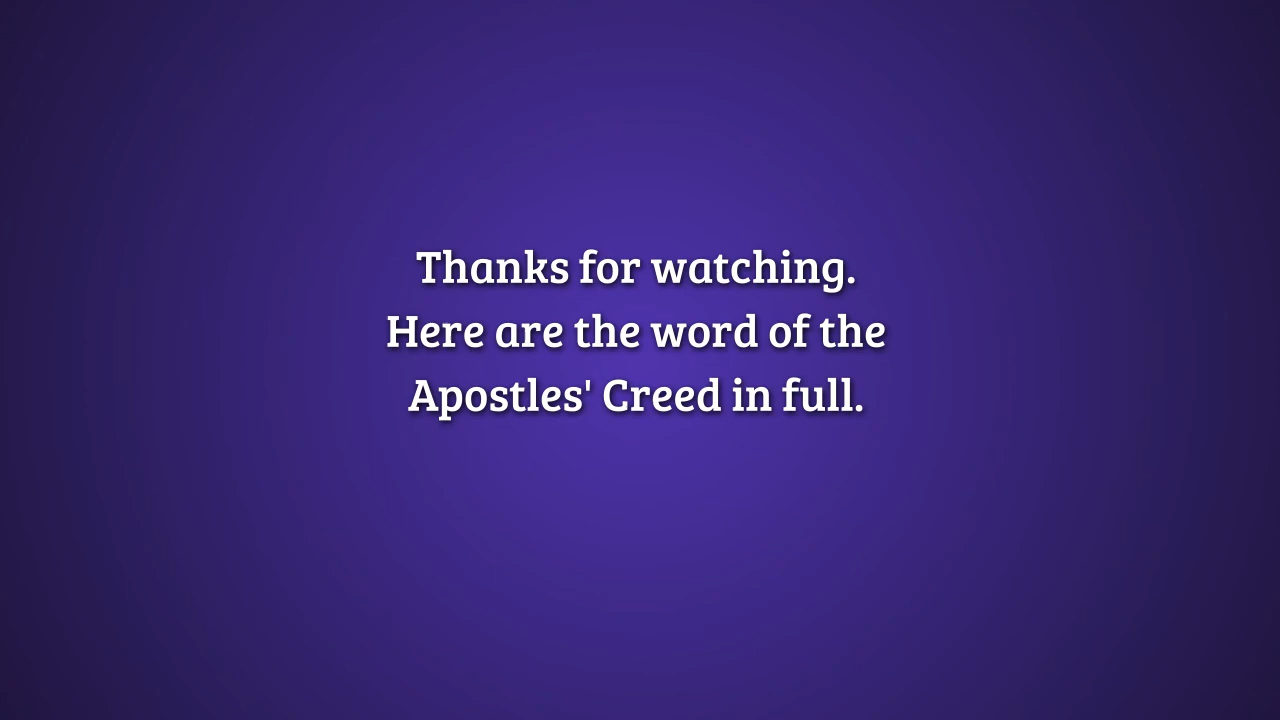 Thanks for watching.
Here are the word of the
Apostles' Creed in full.